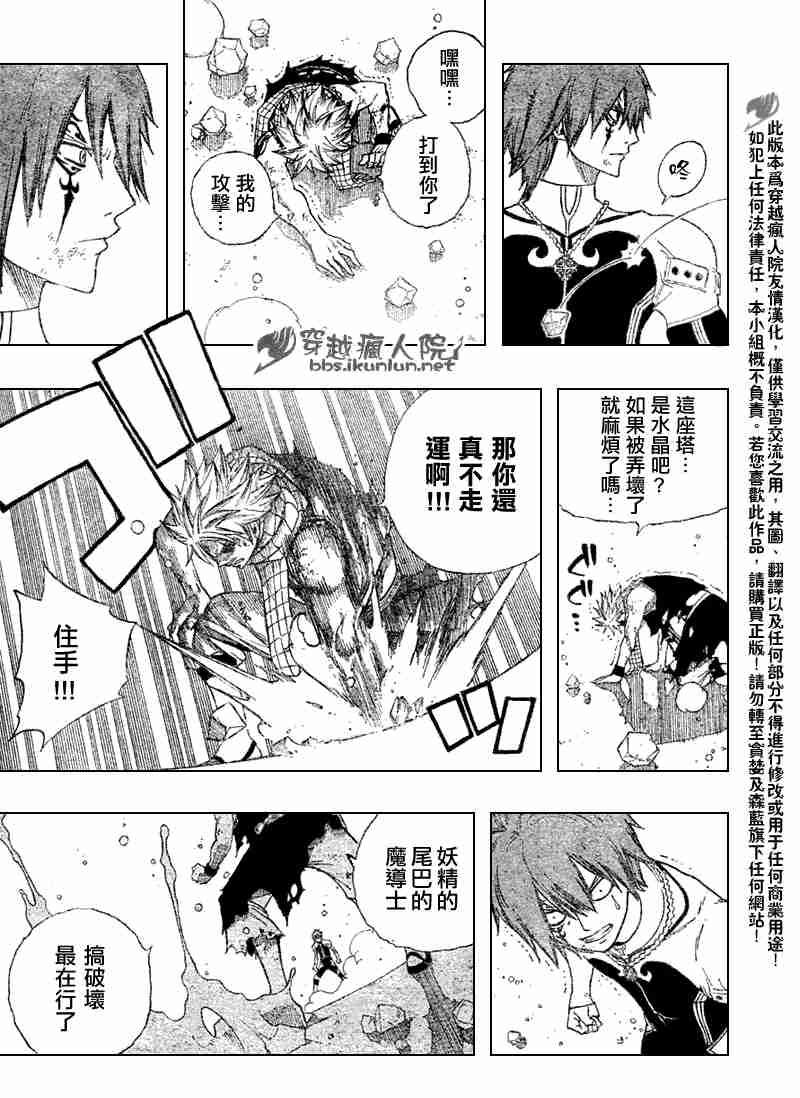 咚
嘿嘿…
打到你了
我的
攻擊…
穿越瘋人院
bbs.ikunlun.net
這座塔…
是水晶吧？
如果被弄壞了
就麻煩了嗎…
那你還
真不走
運啊!!!
住手!!!
妖精的
尾巴的
魔導士
搞破壞
最在行了
此版本爲穿越瘋人院友情漢化，僅供學習交流之用，其圖、翻譯以及任何部分不得進行修改或用于任何商業用途！
如犯上任何法律責任，本小組概不負責。若您喜歡此作品，請購買正版！請勿轉至貪婪及森藍旗下任何網站！